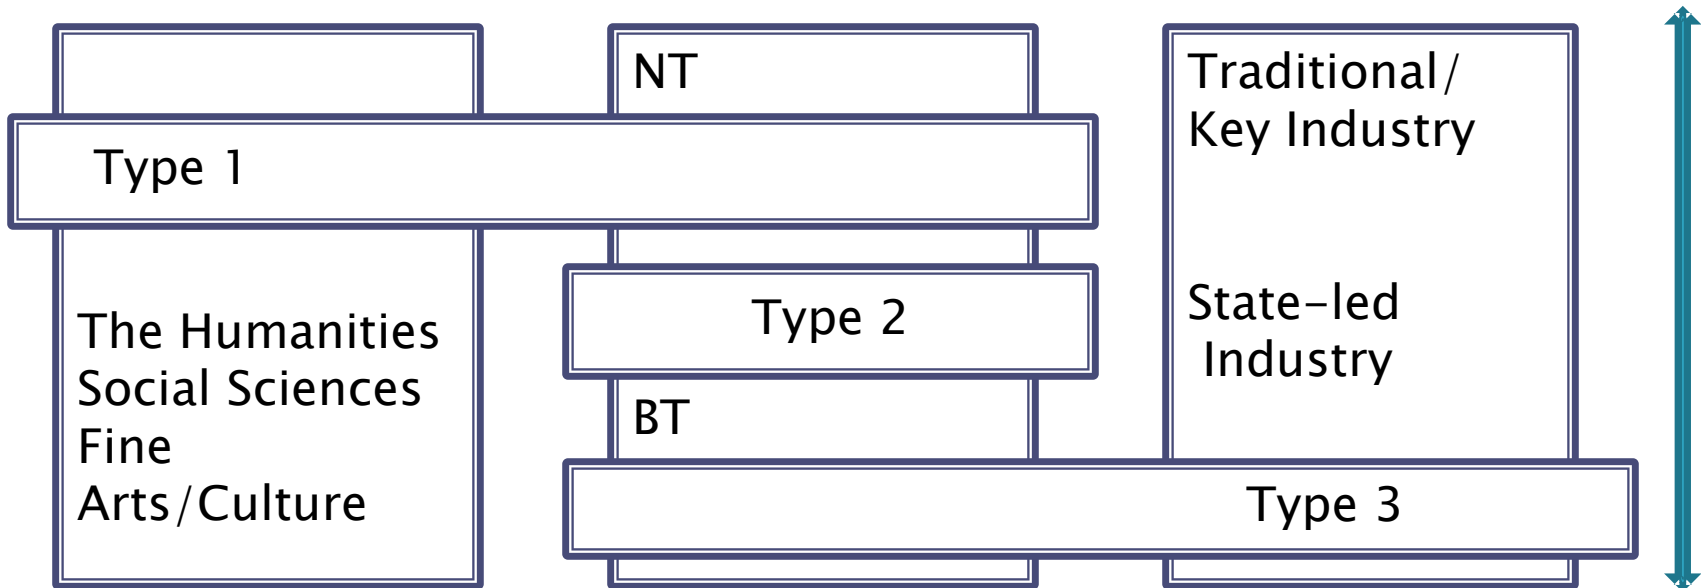 NT
Traditional/
Key Industry
Type 1
Type 2
State-led
Industry
The Humanities
Social Sciences
Fine
Arts/Culture
BT
Type 3